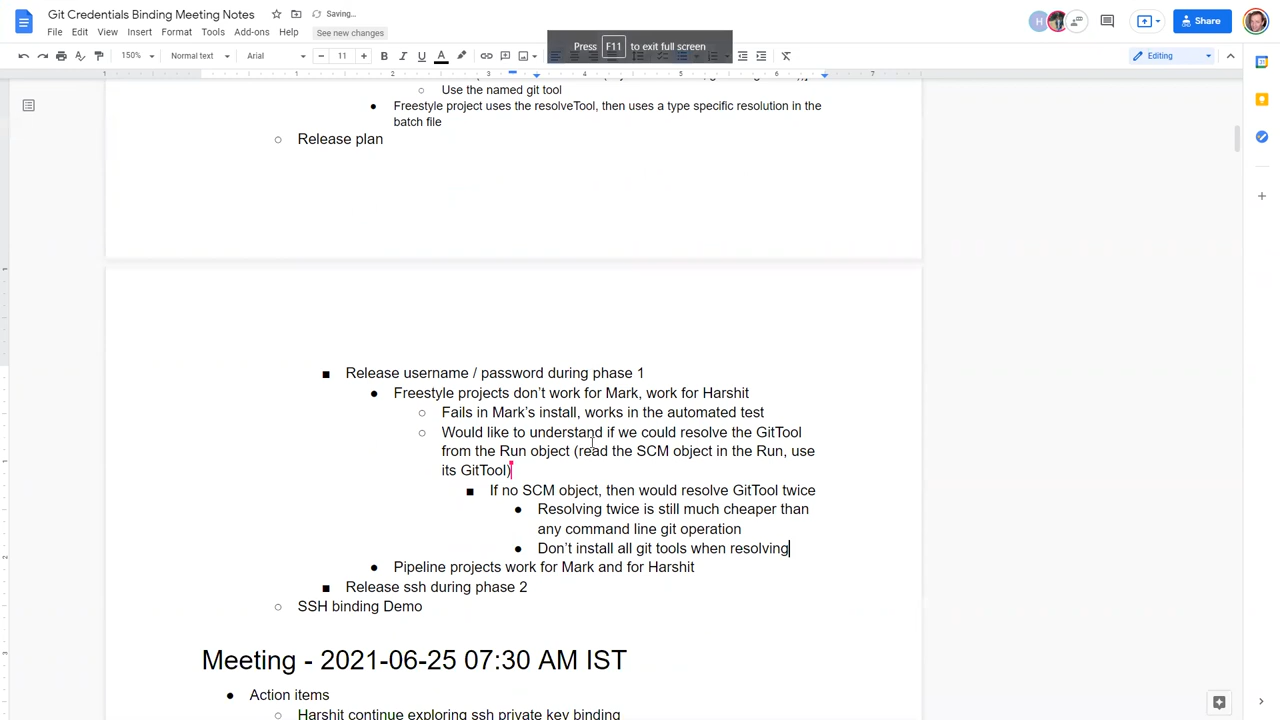 Git Credentials Binding Meeting Notes
Saving...
File Edit View Insert Format Tools Add-ons Help See new changes
Press F11 to exit full screen
Share
150% Normal text Arial 11 Editing
Use the named git tool
Freestyle project uses the resolveTool, then uses a type specific resolution in the
batch file
Release plan
Release username / password during phase 1
Freestyle projects don't work for Mark, work for Harshit
Fails in Mark's install, works in the automated test
Would like to understand if we could resolve the GitTool
from the Run object (read the SCM object in the Run, use
its GitTool)
If no SCM object, then would resolve GitTool twice
Resolving twice is still much cheaper than
any command line git operation
Don't install all git tools when resolving
Pipeline projects work for Mark and for Harshit
Release ssh during phase 2
SSH binding Demo
Meeting - 2021-06-25 07:30 AM IST
Action items
Harshit continue exploring ssh private key binding